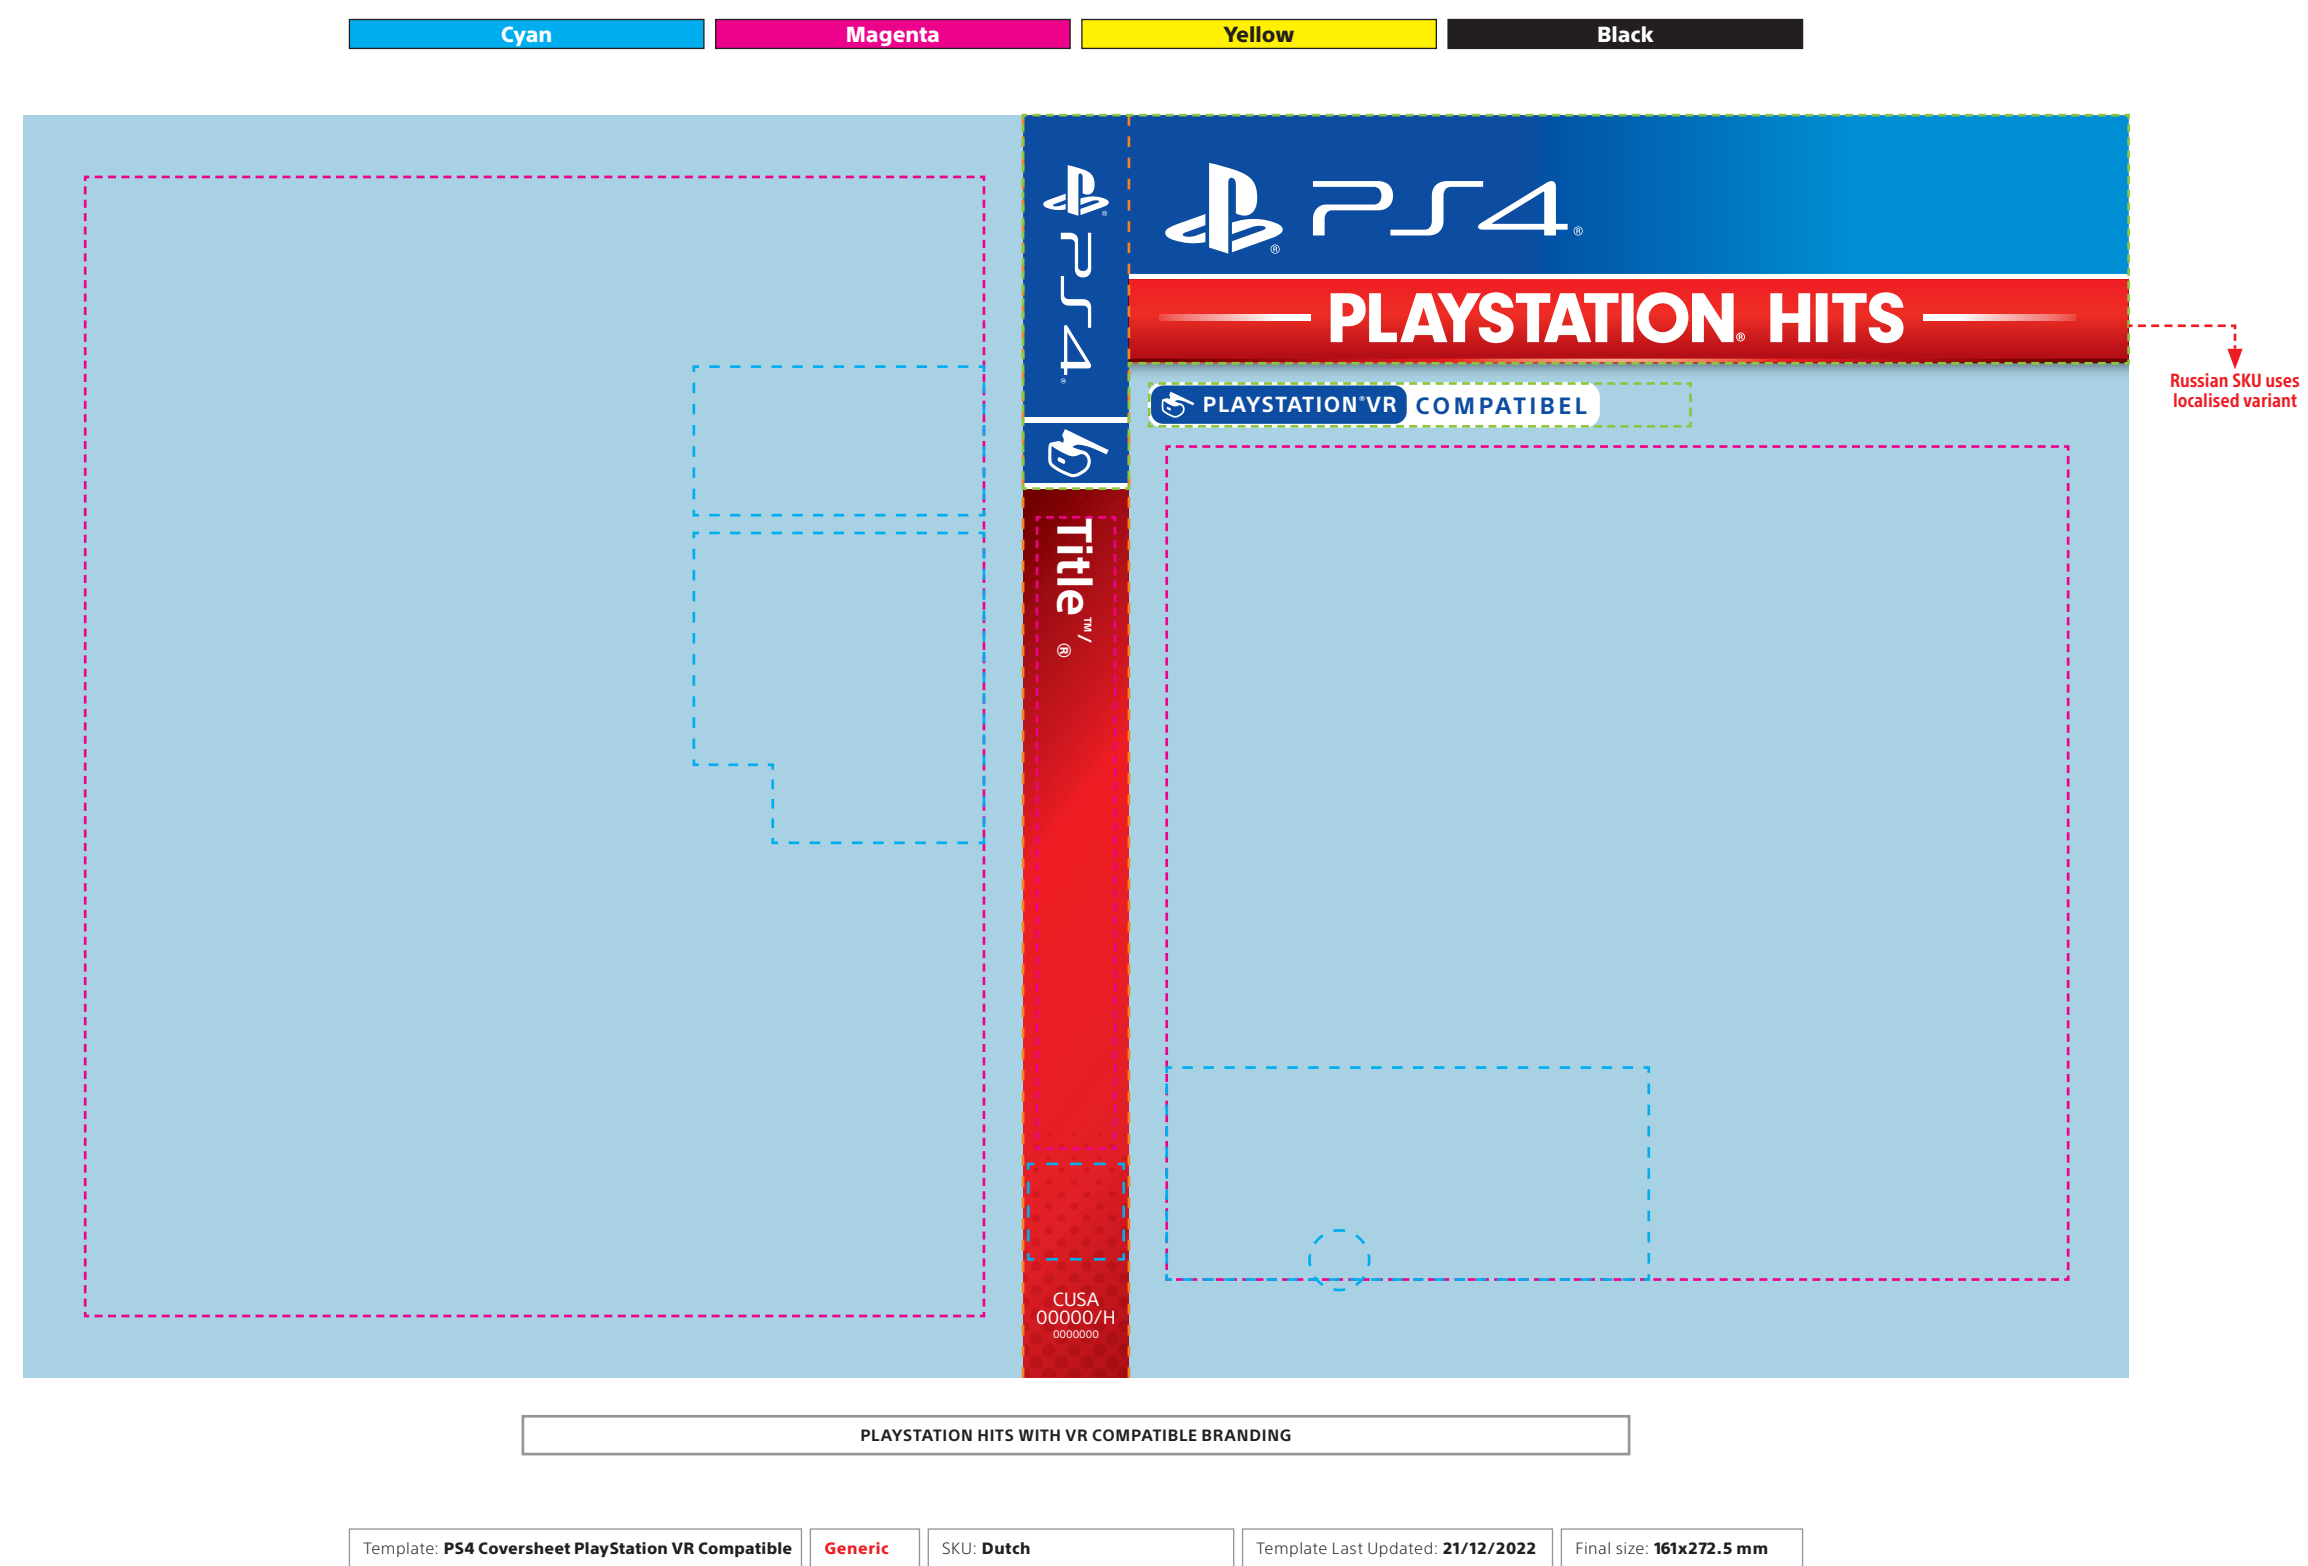 Cyan
Magenta
Yellow
Black
PS4®
PS4®
PLAYSTATION® HITS
Russian SKU uses
localised variant
PLAYSTATION®VR COMPATIBEL
Title™/®
CUSA
00000/H
0000000
PLAYSTATION HITS WITH VR COMPATIBLE BRANDING
Template: PS4 Coversheet PlayStation VR Compatible
Generic
SKU: Dutch
Template Last Updated: 21/12/2022
Final size: 161x272.5 mm